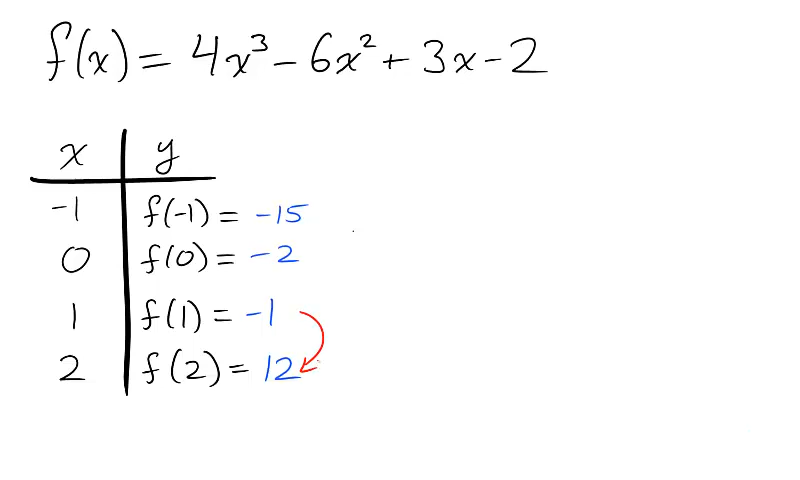 f(x) = 4x³ - 6x² + 3x - 2
x y
-1 f(-1) = -15
0 f(0) = -2
1 f(1) = -1
2 f(2) = 12